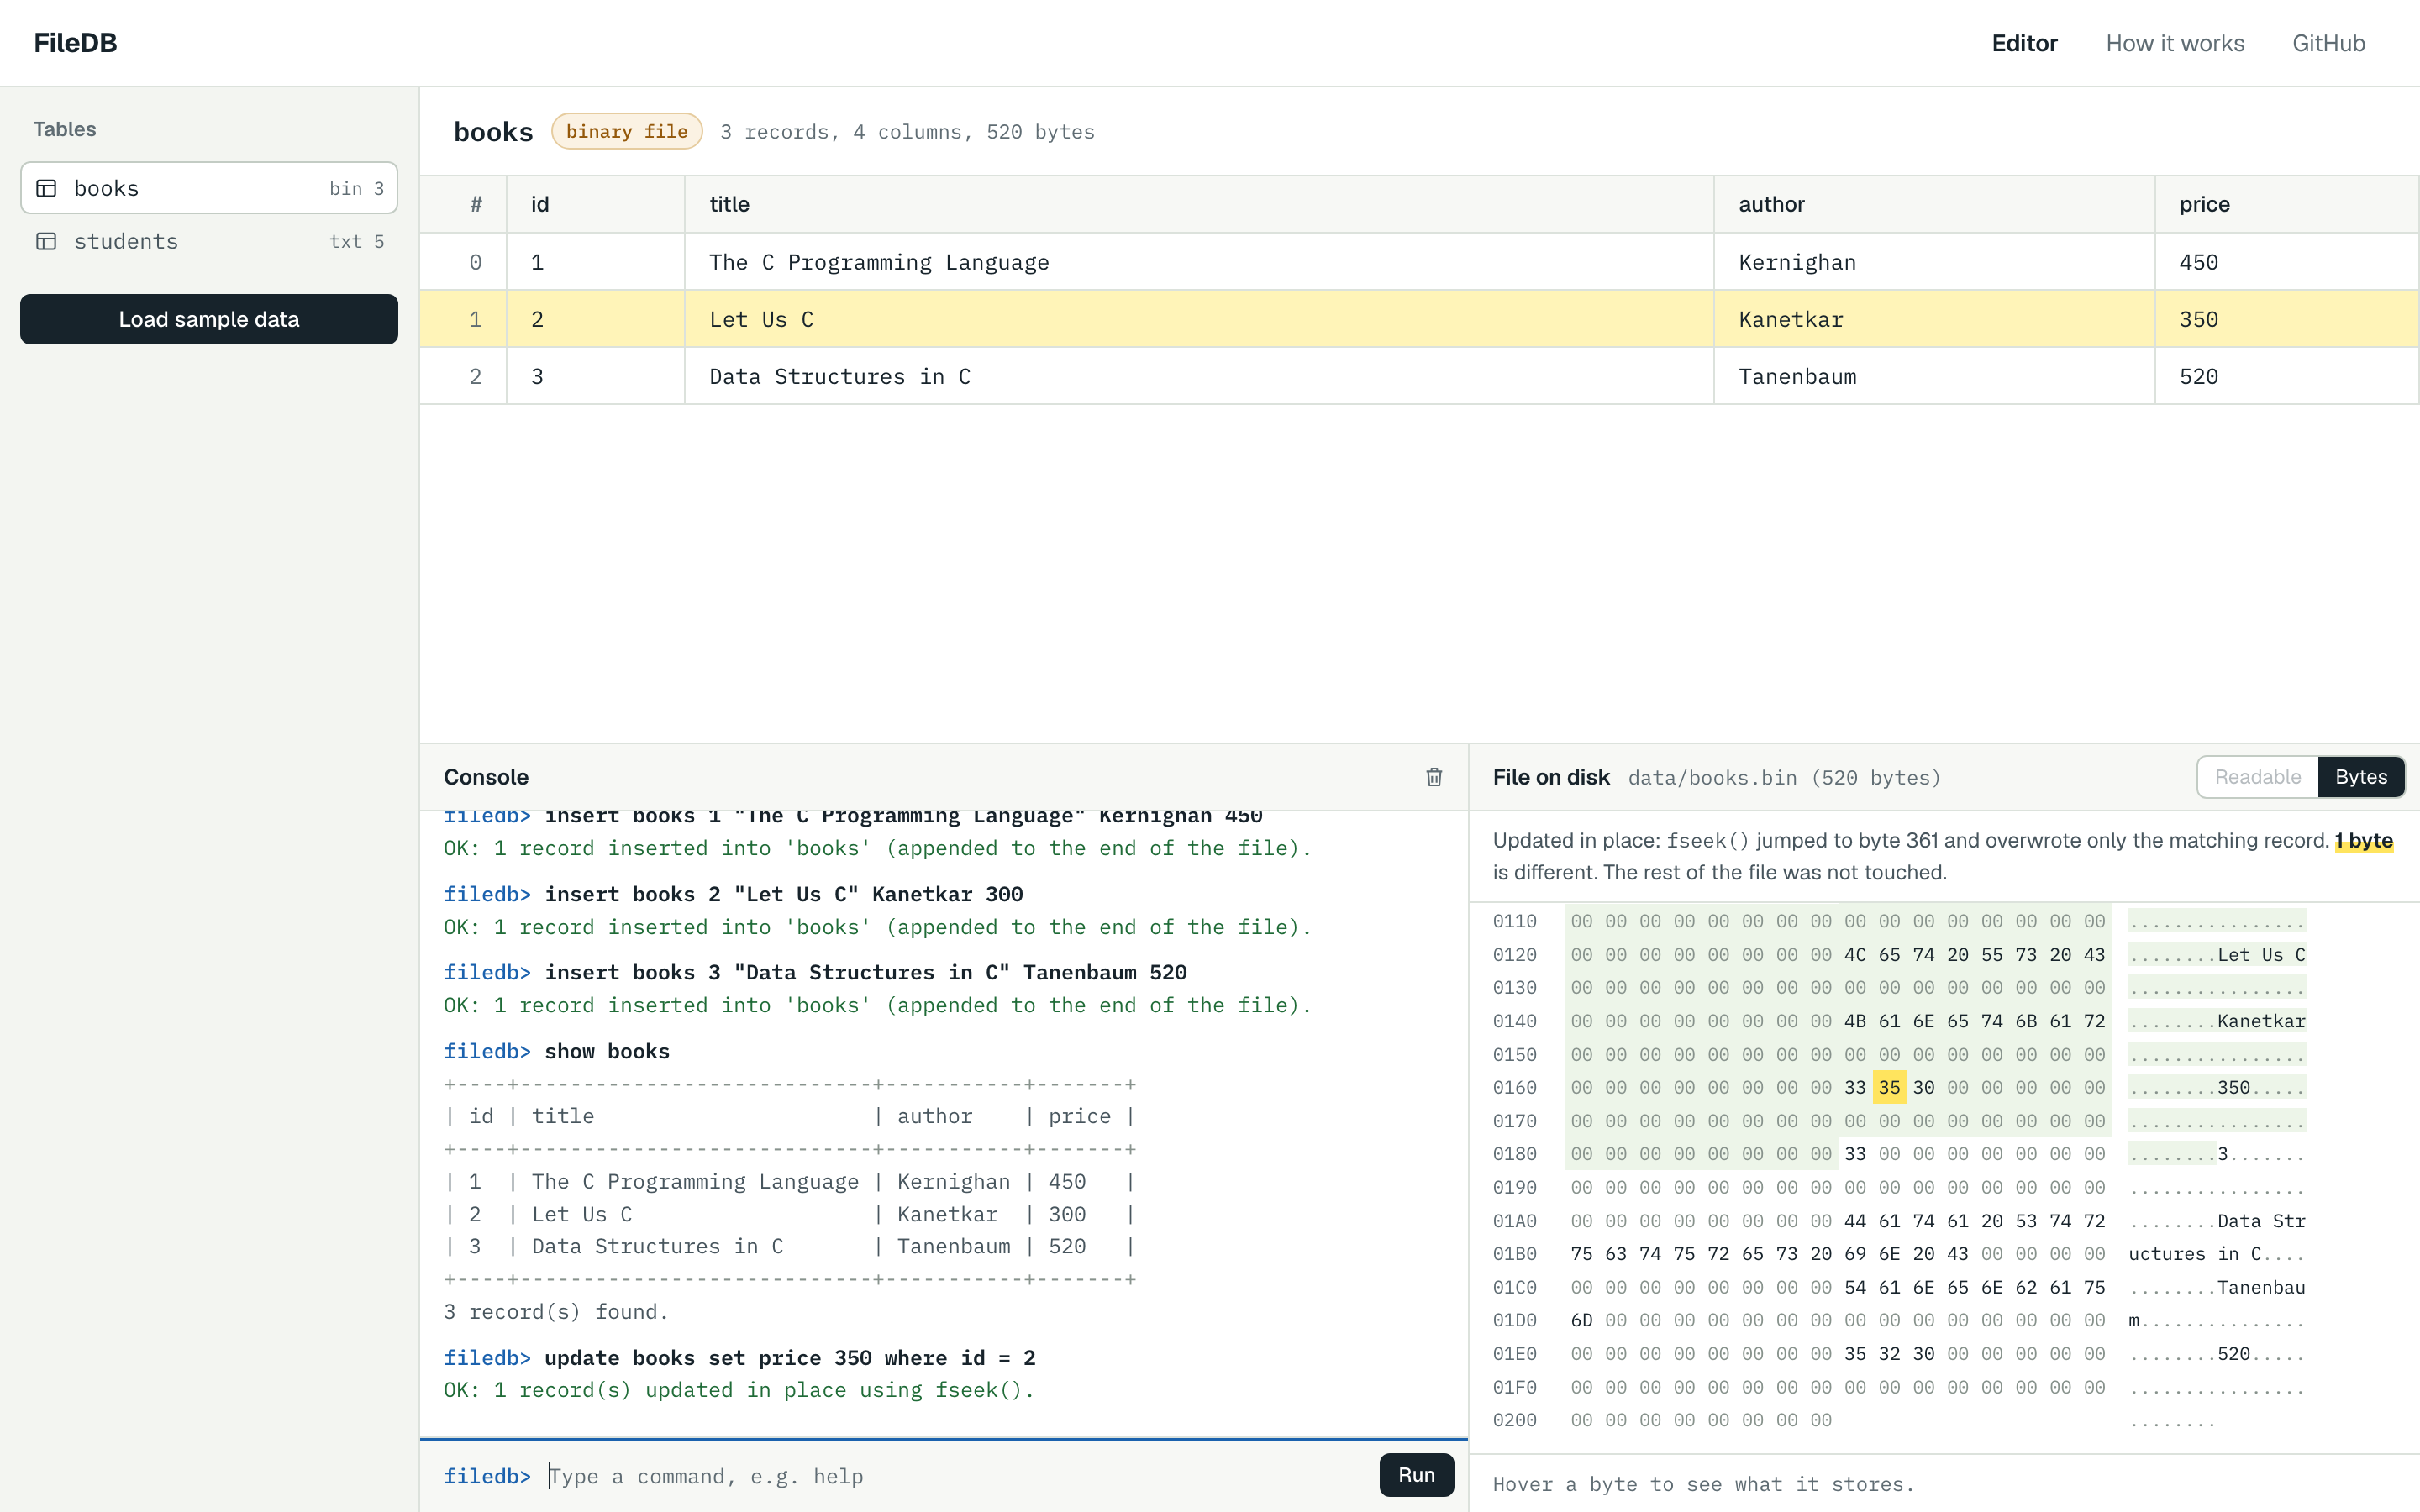 FileDB
Editor How it works GitHub
Tables
books bin 3
students txt 5
Load sample data
books binary file 3 records, 4 columns, 520 bytes
# id title author price
0 1 The C Programming Language Kernighan 450
1 2 Let Us C Kanetkar 350
2 3 Data Structures in C Tanenbaum 520
Console
filedb> insert books 1 "The C Programming Language" Kernighan 450
OK: 1 record inserted into 'books' (appended to the end of the file).
filedb> insert books 2 "Let Us C" Kanetkar 300
OK: 1 record inserted into 'books' (appended to the end of the file).
filedb> insert books 3 "Data Structures in C" Tanenbaum 520
OK: 1 record inserted into 'books' (appended to the end of the file).
filedb> show books
+----+----------------------------+-----------+-------+
| id | title | author | price |
+----+----------------------------+-----------+-------+
| 1 | The C Programming Language | Kernighan | 450 |
| 2 | Let Us C | Kanetkar | 300 |
| 3 | Data Structures in C | Tanenbaum | 520 |
+----+----------------------------+-----------+-------+
3 record(s) found.
filedb> update books set price 350 where id = 2
OK: 1 record(s) updated in place using fseek().
filedb> Type a command, e.g. help
Run
File on disk data/books.bin (520 bytes)
Readable Bytes
Updated in place: fseek() jumped to byte 361 and overwrote only the matching record. 1 byte
is different. The rest of the file was not touched.
0110 00 00 00 00 00 00 00 00 00 00 00 00 00 00 00 00 ................
0120 00 00 00 00 00 00 00 00 4C 65 74 20 55 73 20 43 ........Let Us C
0130 00 00 00 00 00 00 00 00 00 00 00 00 00 00 00 00 ................
0140 00 00 00 00 00 00 00 00 4B 61 6E 65 74 6B 61 72 ........Kanetkar
0150 00 00 00 00 00 00 00 00 00 00 00 00 00 00 00 00 ................
0160 00 00 00 00 00 00 00 00 33 35 30 00 00 00 00 00 ........350.....
0170 00 00 00 00 00 00 00 00 00 00 00 00 00 00 00 00 ................
0180 00 00 00 00 00 00 00 00 33 00 00 00 00 00 00 00 ........3.......
0190 00 00 00 00 00 00 00 00 00 00 00 00 00 00 00 00 ................
01A0 00 00 00 00 00 00 00 00 44 61 74 61 20 53 74 72 ........Data Str
01B0 75 63 74 75 72 65 73 20 69 6E 20 43 00 00 00 00 uctures in C....
01C0 00 00 00 00 00 00 00 00 54 61 6E 65 6E 62 61 75 ........Tanenbau
01D0 6D 00 00 00 00 00 00 00 00 00 00 00 00 00 00 00 m...............
01E0 00 00 00 00 00 00 00 00 35 32 30 00 00 00 00 00 ........520.....
01F0 00 00 00 00 00 00 00 00 00 00 00 00 00 00 00 00 ................
0200 00 00 00 00 00 00 00 00 ........
Hover a byte to see what it stores.